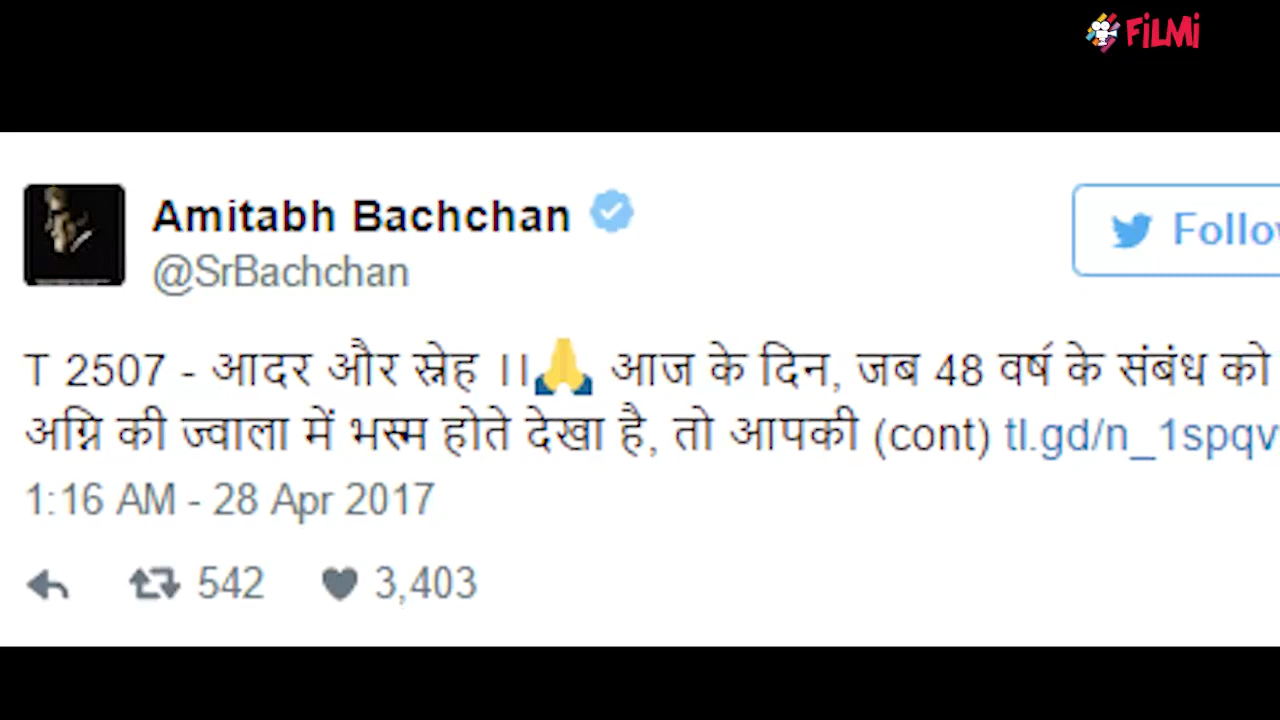 FiLMi
Amitabh Bachchan
@SrBachchan
Follow
T 2507 - आदर और स्नेह ।।🙏 आज के दिन, जब 48 वर्ष के संबंध को
अग्नि की ज्वाला में भस्म होते देखा है, तो आपकी (cont) tl.gd/n_1spqv
1:16 AM - 28 Apr 2017
542 3,403